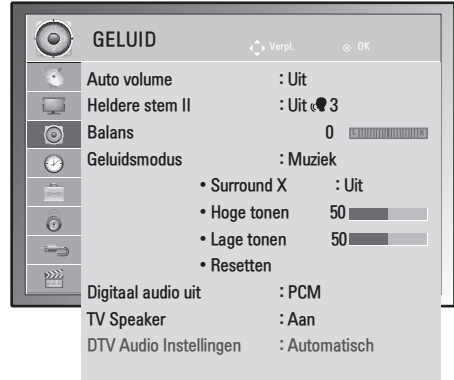 GELUID
Verpl. OK
Auto volume : Uit
Heldere stem II : Uit 3
Balans 0 L R
Geluidsmodus : Muziek
• Surround X : Uit
• Hoge tonen 50
• Lage tonen 50
• Resetten
Digitaal audio uit : PCM
TV Speaker : Aan
DTV Audio Instellingen : Automatisch